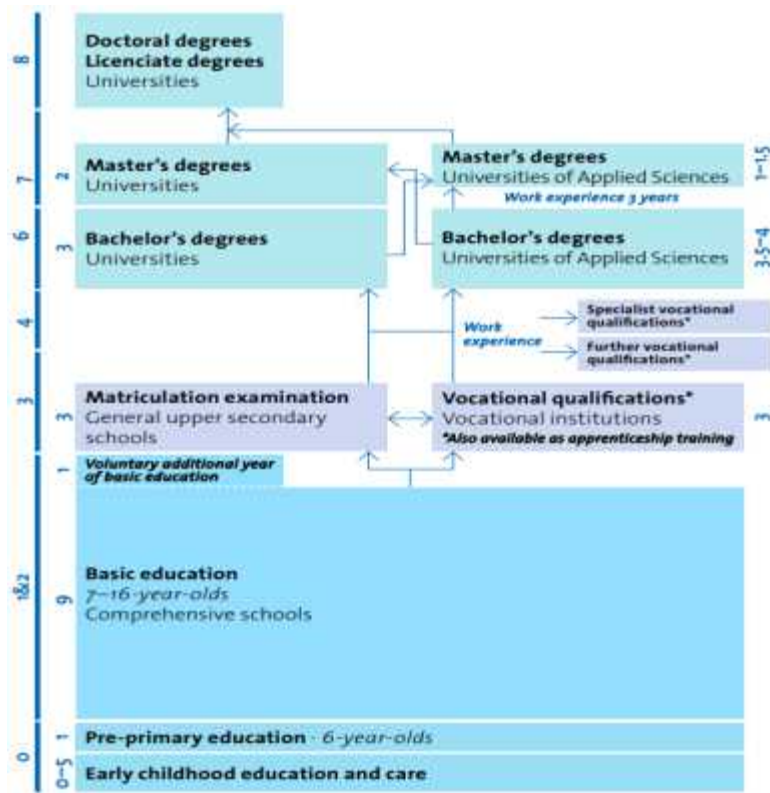 8
Doctoral degrees
Licenciate degrees
Universities
7
2
Master's degrees
Universities
Master's degrees
Universities of Applied Sciences
1–1.5
Work experience 3 years
6
3
Bachelor's degrees
Universities
Bachelor's degrees
Universities of Applied Sciences
3.5–4
4
Work
experience
Specialist vocational
qualifications*
Further vocational
qualifications*
3
3
Matriculation examination
General upper secondary
schools
Vocational qualifications*
Vocational institutions
*Also available as apprenticeship training
3
1
Voluntary additional year
of basic education
1&2
9
Basic education
7–16-year-olds
Comprehensive schools
0
1
Pre-primary education - 6-year-olds
0–5
Early childhood education and care